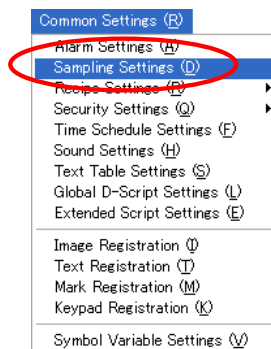 Common Settings (R)
Alarm Settings (A)
Sampling Settings (D)
Recipe Settings (P)
Security Settings (Q)
Time Schedule Settings (F)
Sound Settings (H)
Text Table Settings (S)
Global D-Script Settings (L)
Extended Script Settings (E)
Image Registration (I)
Text Registration (T)
Mark Registration (M)
Keypad Registration (K)
Symbol Variable Settings (V)